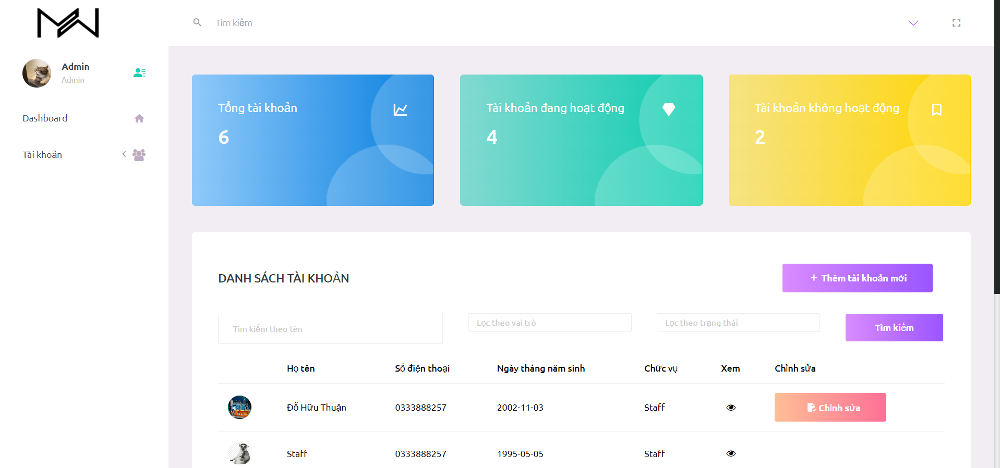 Tìm kiếm
Admin
Admin
Dashboard
Tài khoản
Tổng tài khoản
6
Tài khoản đang hoạt động
4
Tài khoản không hoạt động
2
DANH SÁCH TÀI KHOẢN
+ Thêm tài khoản mới
Tìm kiếm theo tên
Lọc theo vai trò
Lọc theo trạng thái
Tìm kiếm
Họ tên Số điện thoại Ngày tháng năm sinh Chức vụ Xem Chỉnh sửa
Đỗ Hữu Thuận 0333888257 2002-11-03 Staff Chỉnh sửa
Staff 0333888257 1995-05-05 Staff